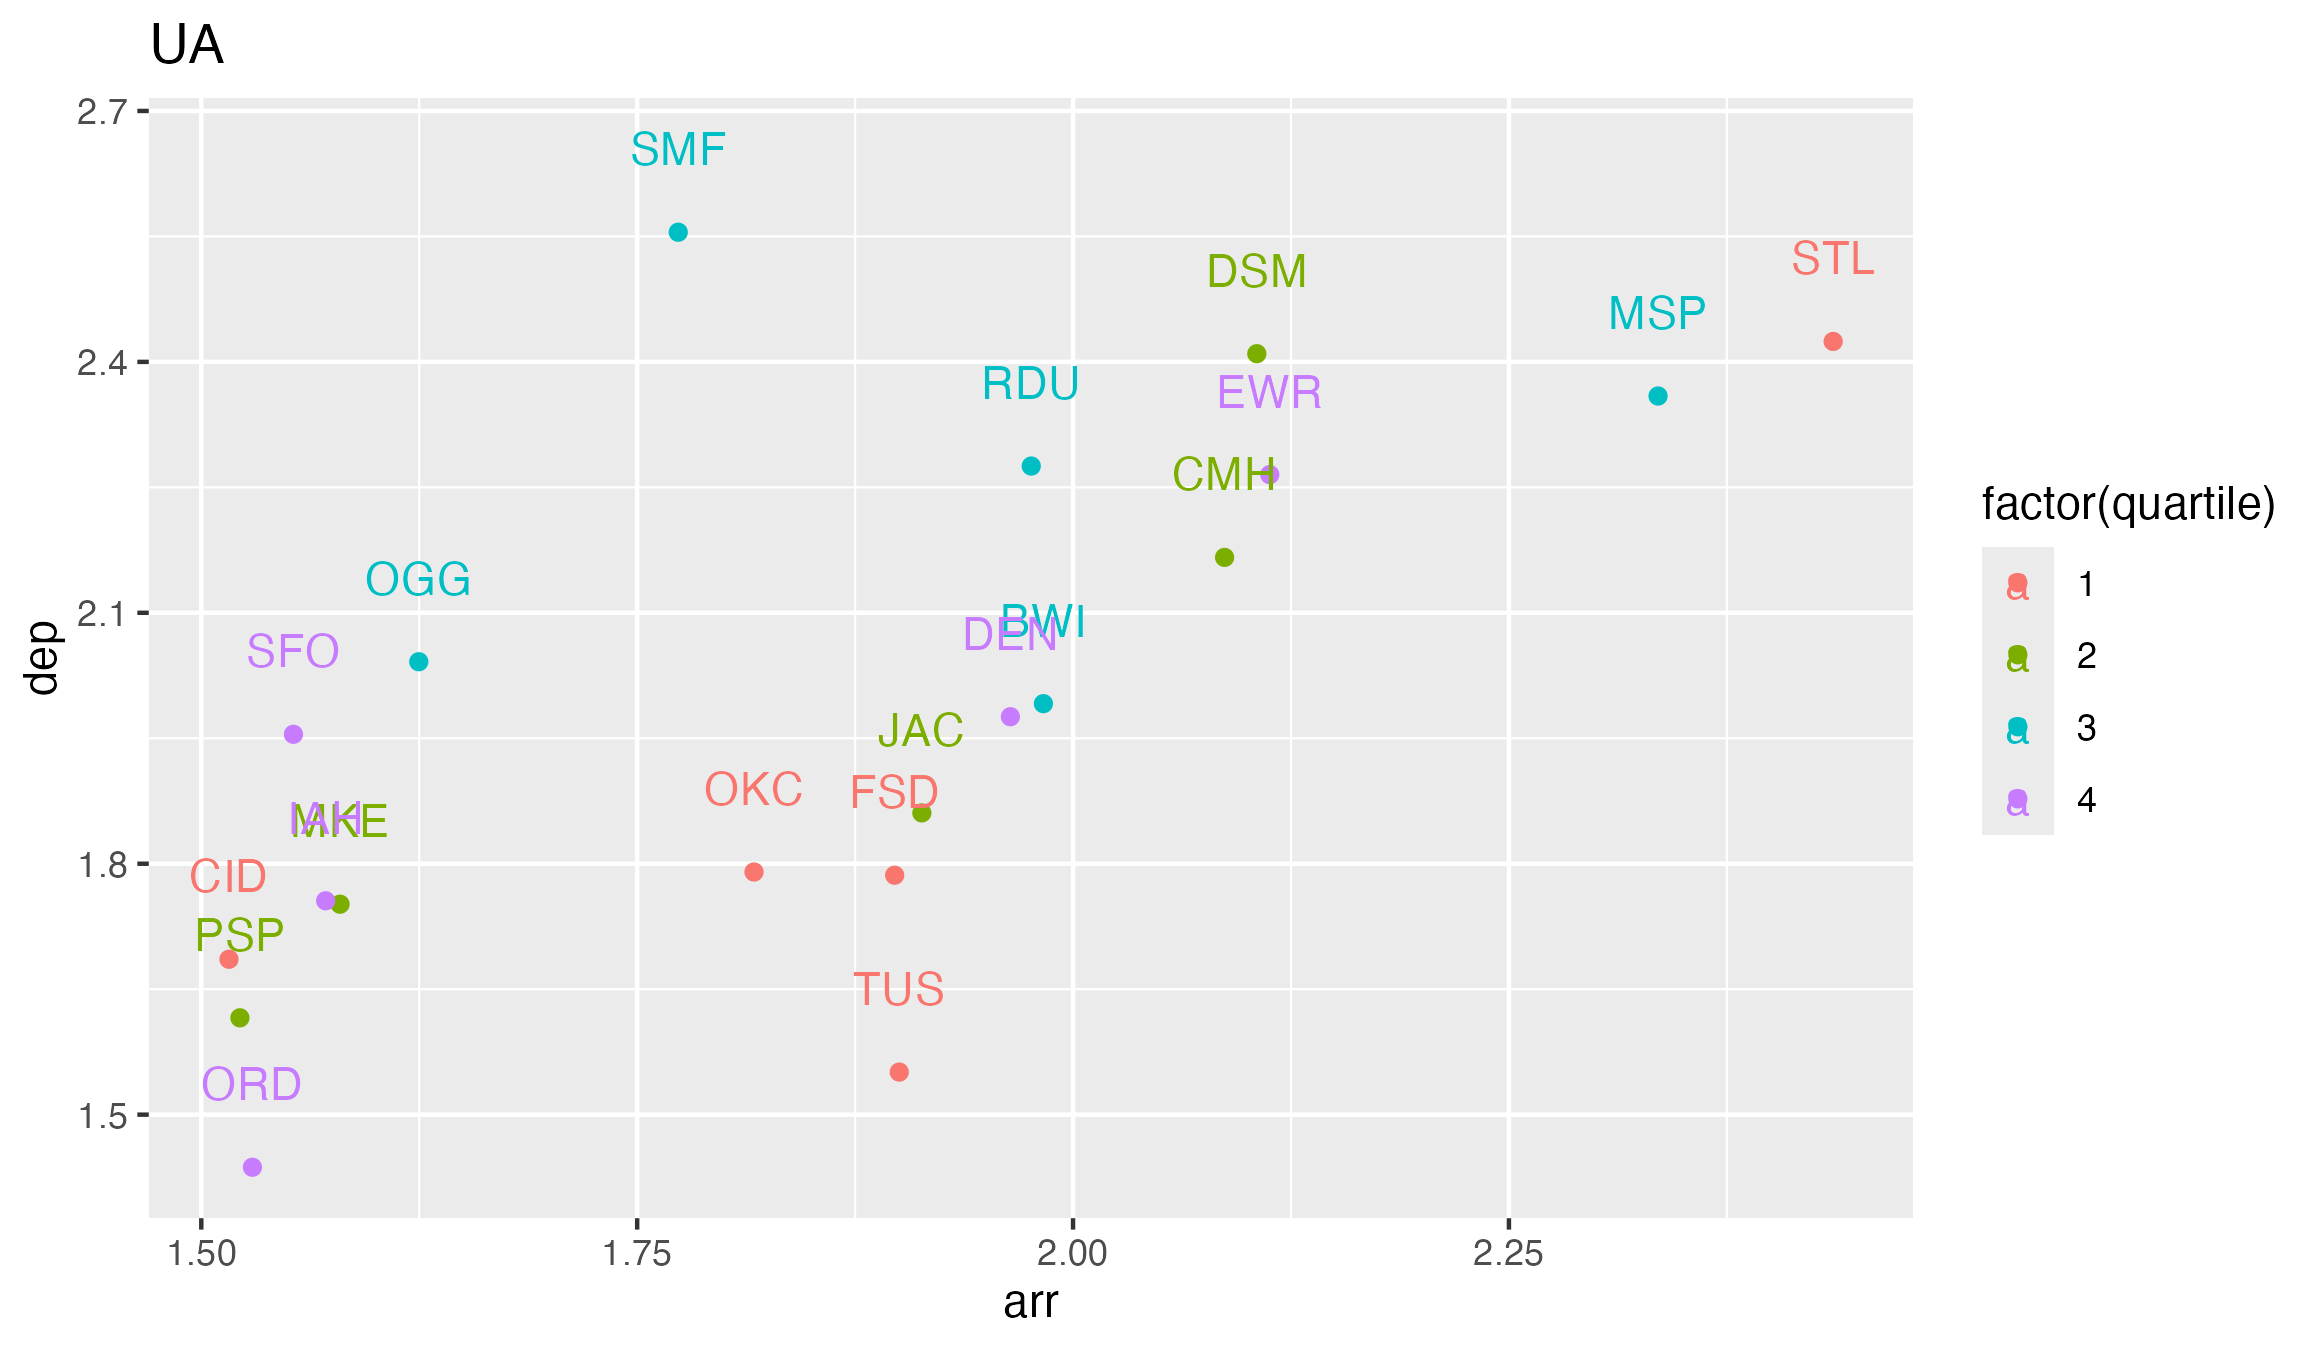 UA
2.7
2.4
2.1
1.8
1.5
dep
SMF
STL
DSM
MSP
RDU
EWR
CMH
OGG
BWI
DEN
SFO
JAC
OKC
FSD
IAH
MKE
CID
PSP
TUS
ORD
1.50 1.75 2.00 2.25
arr
factor(quartile)
a 1
a 2
a 3
a 4